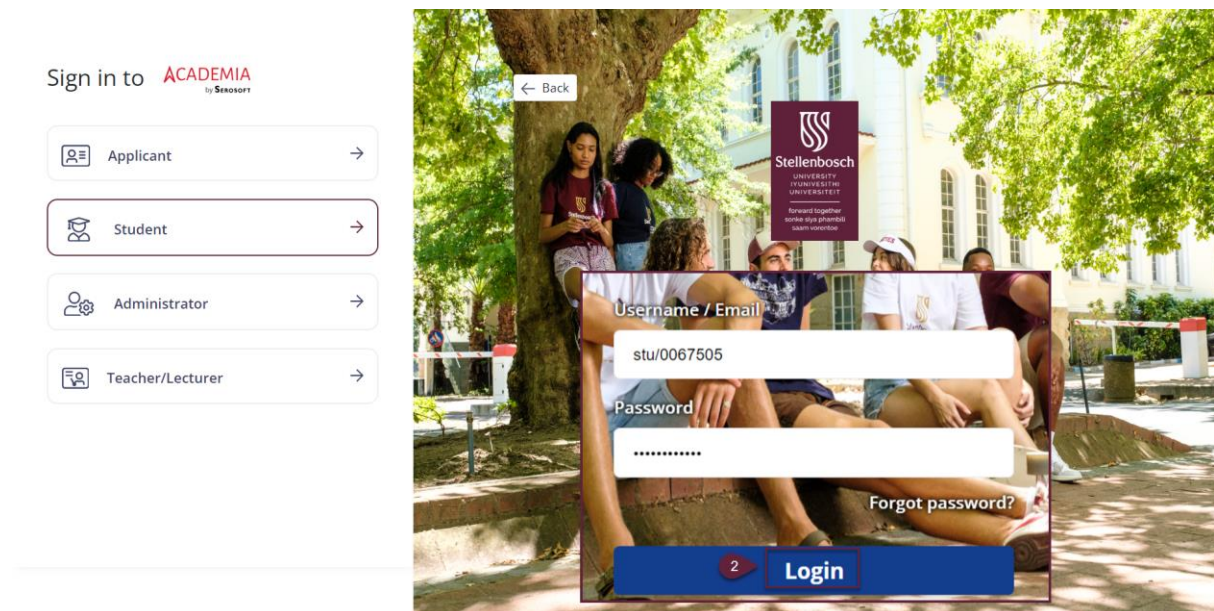 Sign in to ACADEMIA
by SEROSOFT
Applicant
Student
Administrator
Teacher/Lecturer
Back
Stellenbosch
UNIVERSITY
IYUNIVESITHI
UNIVERSITEIT
forward together
sonke siya phambili
saam vorentoe
Username / Email
stu/0067505
Password
••••••••••••
Forgot password?
2 Login